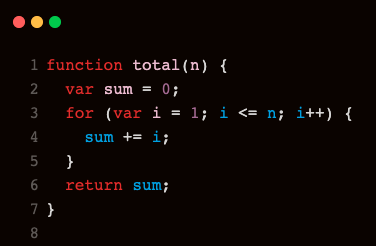 1 function total(n) {
2   var sum = 0;
3   for (var i = 1; i <= n; i++) {
4     sum += i;
5   }
6   return sum;
7 }
8